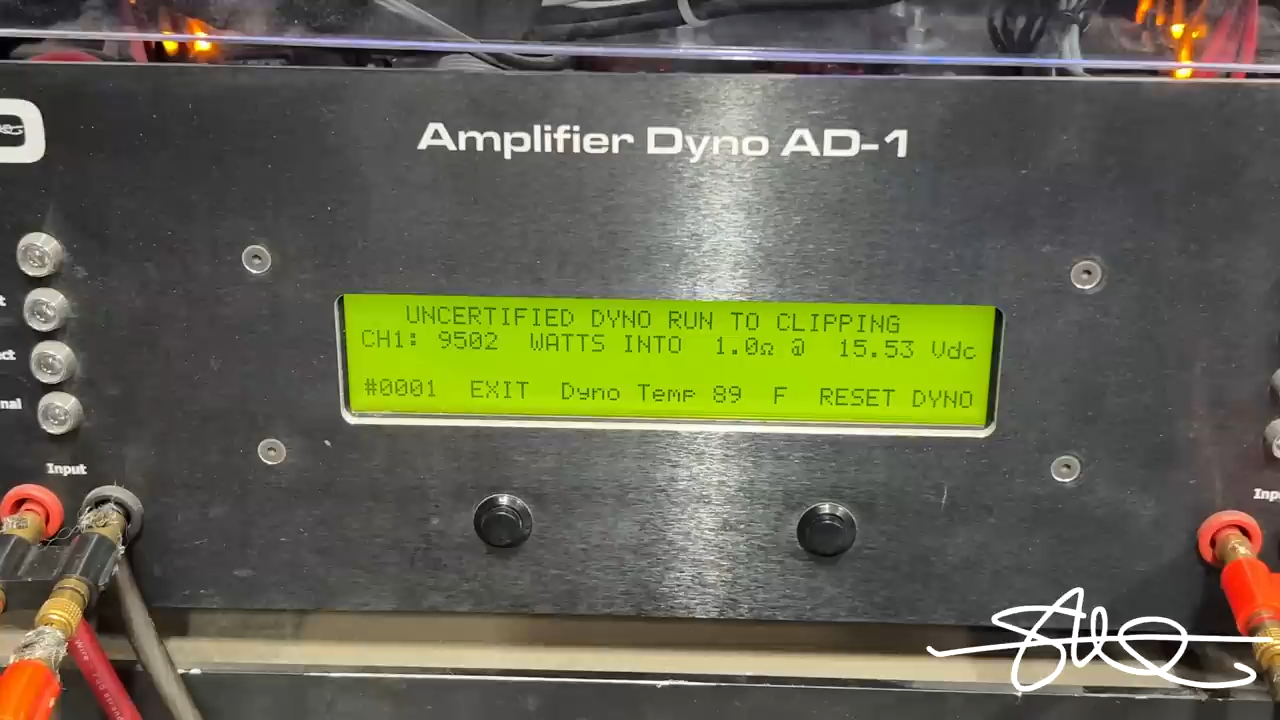 Amplifier Dyno AD-1
UNCERTIFIED DYNO RUN TO CLIPPING
CH1: 9502 WATTS INTO 1.0Ω @ 15.53 Vdc
#0001 EXIT Dyno Temp 89 F RESET DYNO
Input